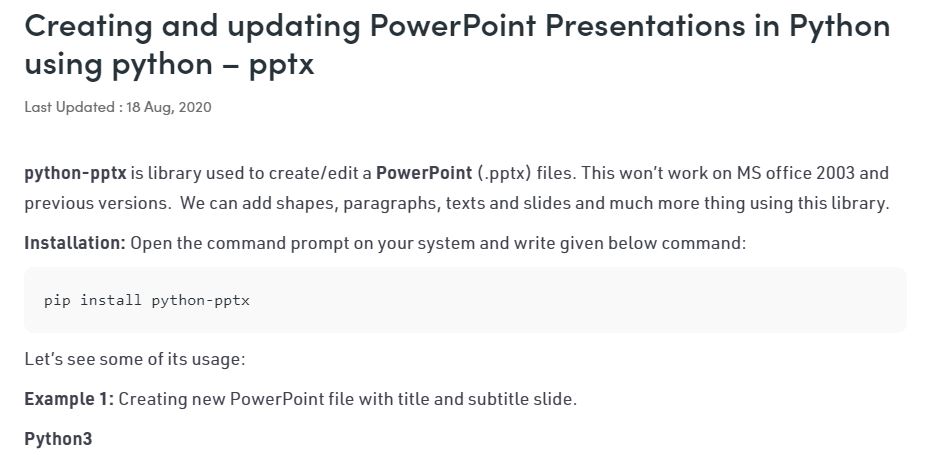 Creating and updating PowerPoint Presentations in Python
using python – pptx
Last Updated : 18 Aug, 2020
python-pptx is library used to create/edit a PowerPoint (.pptx) files. This won’t work on MS office 2003 and
previous versions.  We can add shapes, paragraphs, texts and slides and much more thing using this library.
Installation: Open the command prompt on your system and write given below command:
pip install python-pptx
Let’s see some of its usage:
Example 1: Creating new PowerPoint file with title and subtitle slide.
Python3